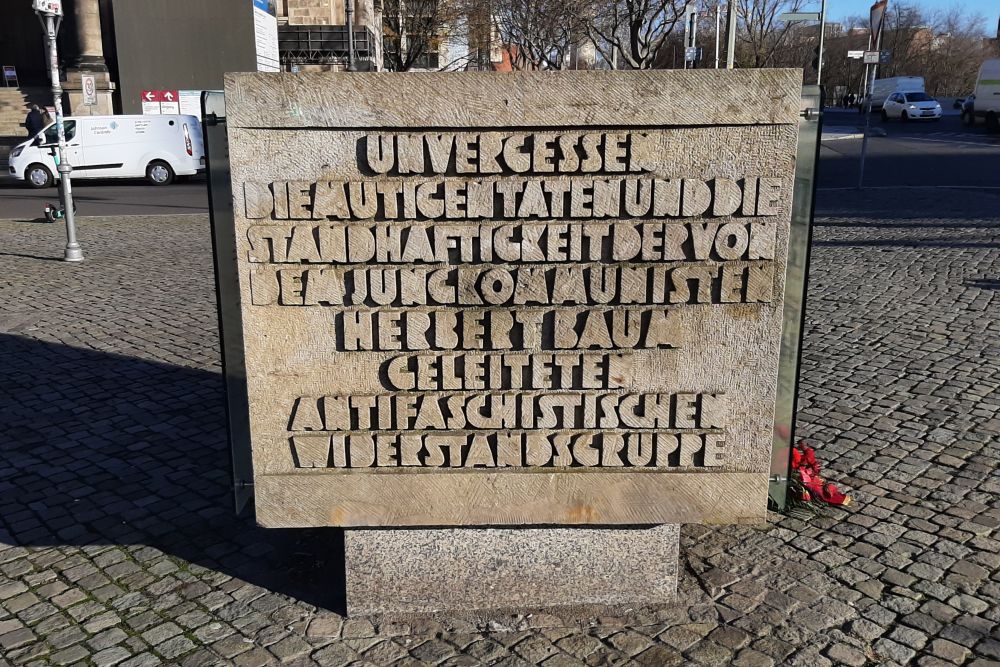 UNVERGESSEN
DIE MUTIGEN TATEN UND DIE
STANDHAFTIGKEIT DER VON
DEM JUNGKOMMUNISTEN
HERBERT BAUM
GELEITETEN
ANTIFASCHISTISCHEN
WIDERSTANDSGRUPPE